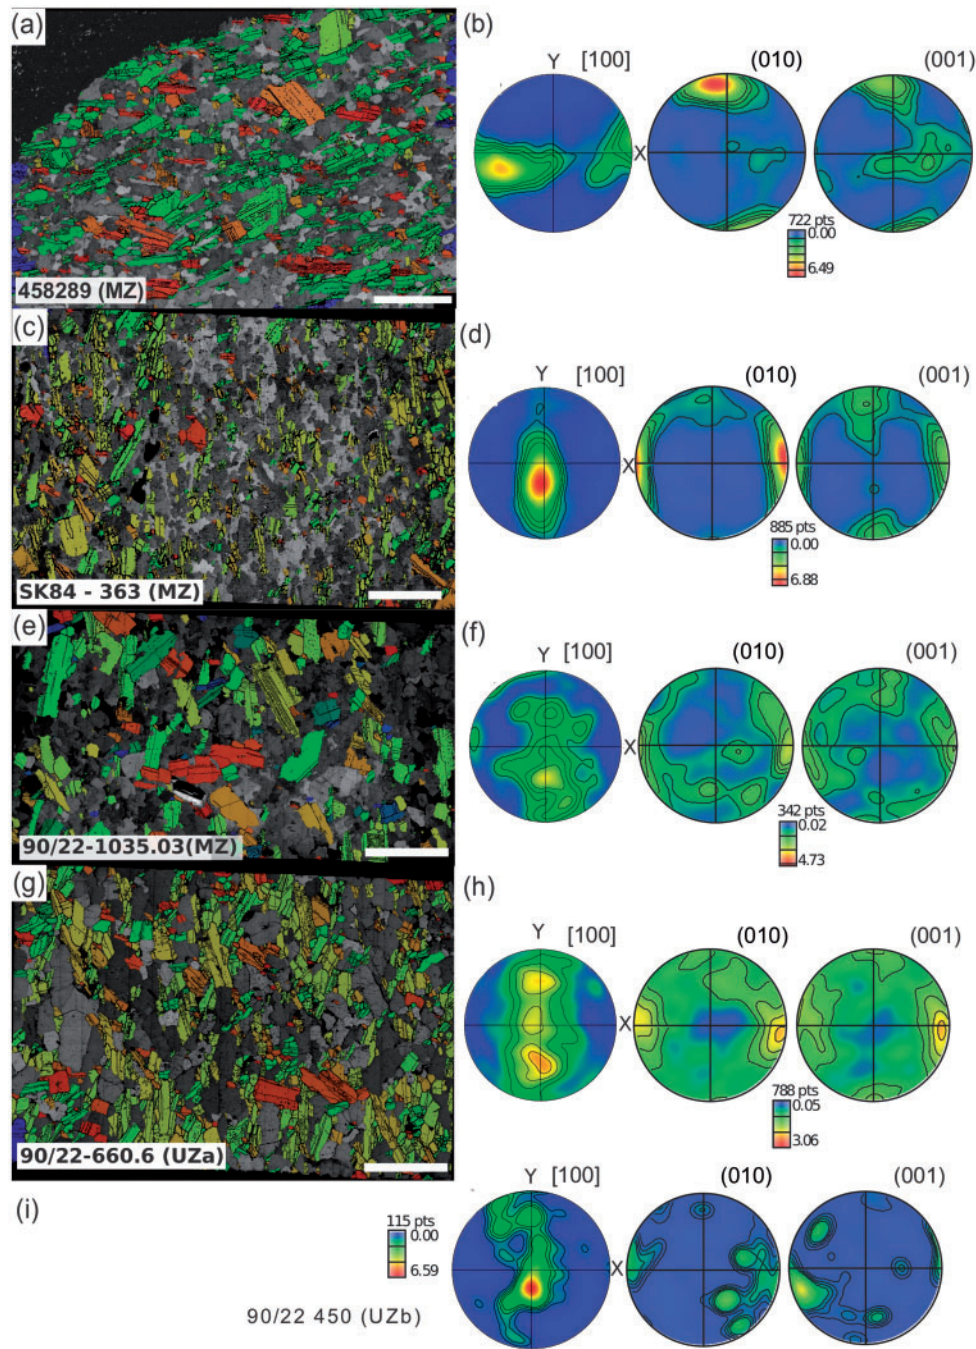 (a)
458289 (MZ)
(b)
Y [100] (010) (001)
X
722 pts
0.00
6.49
(c)
SK84 - 363 (MZ)
(d)
Y [100] (010) (001)
X
885 pts
0.00
6.88
(e)
90/22-1035.03(MZ)
(f)
Y [100] (010) (001)
X
342 pts
0.02
4.73
(g)
90/22-660.6 (UZa)
(h)
Y [100] (010) (001)
X
788 pts
0.05
3.06
(i)
Y [100] (010) (001)
X
115 pts
0.00
6.59
90/22 450 (UZb)